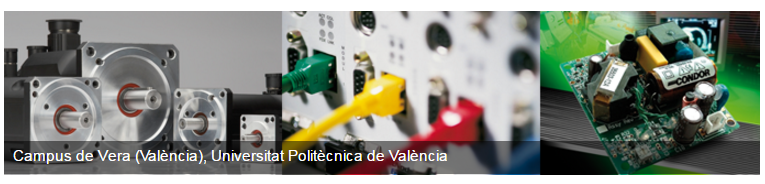 Campus de Vera (València), Universitat Politècnica de València
CONDOR